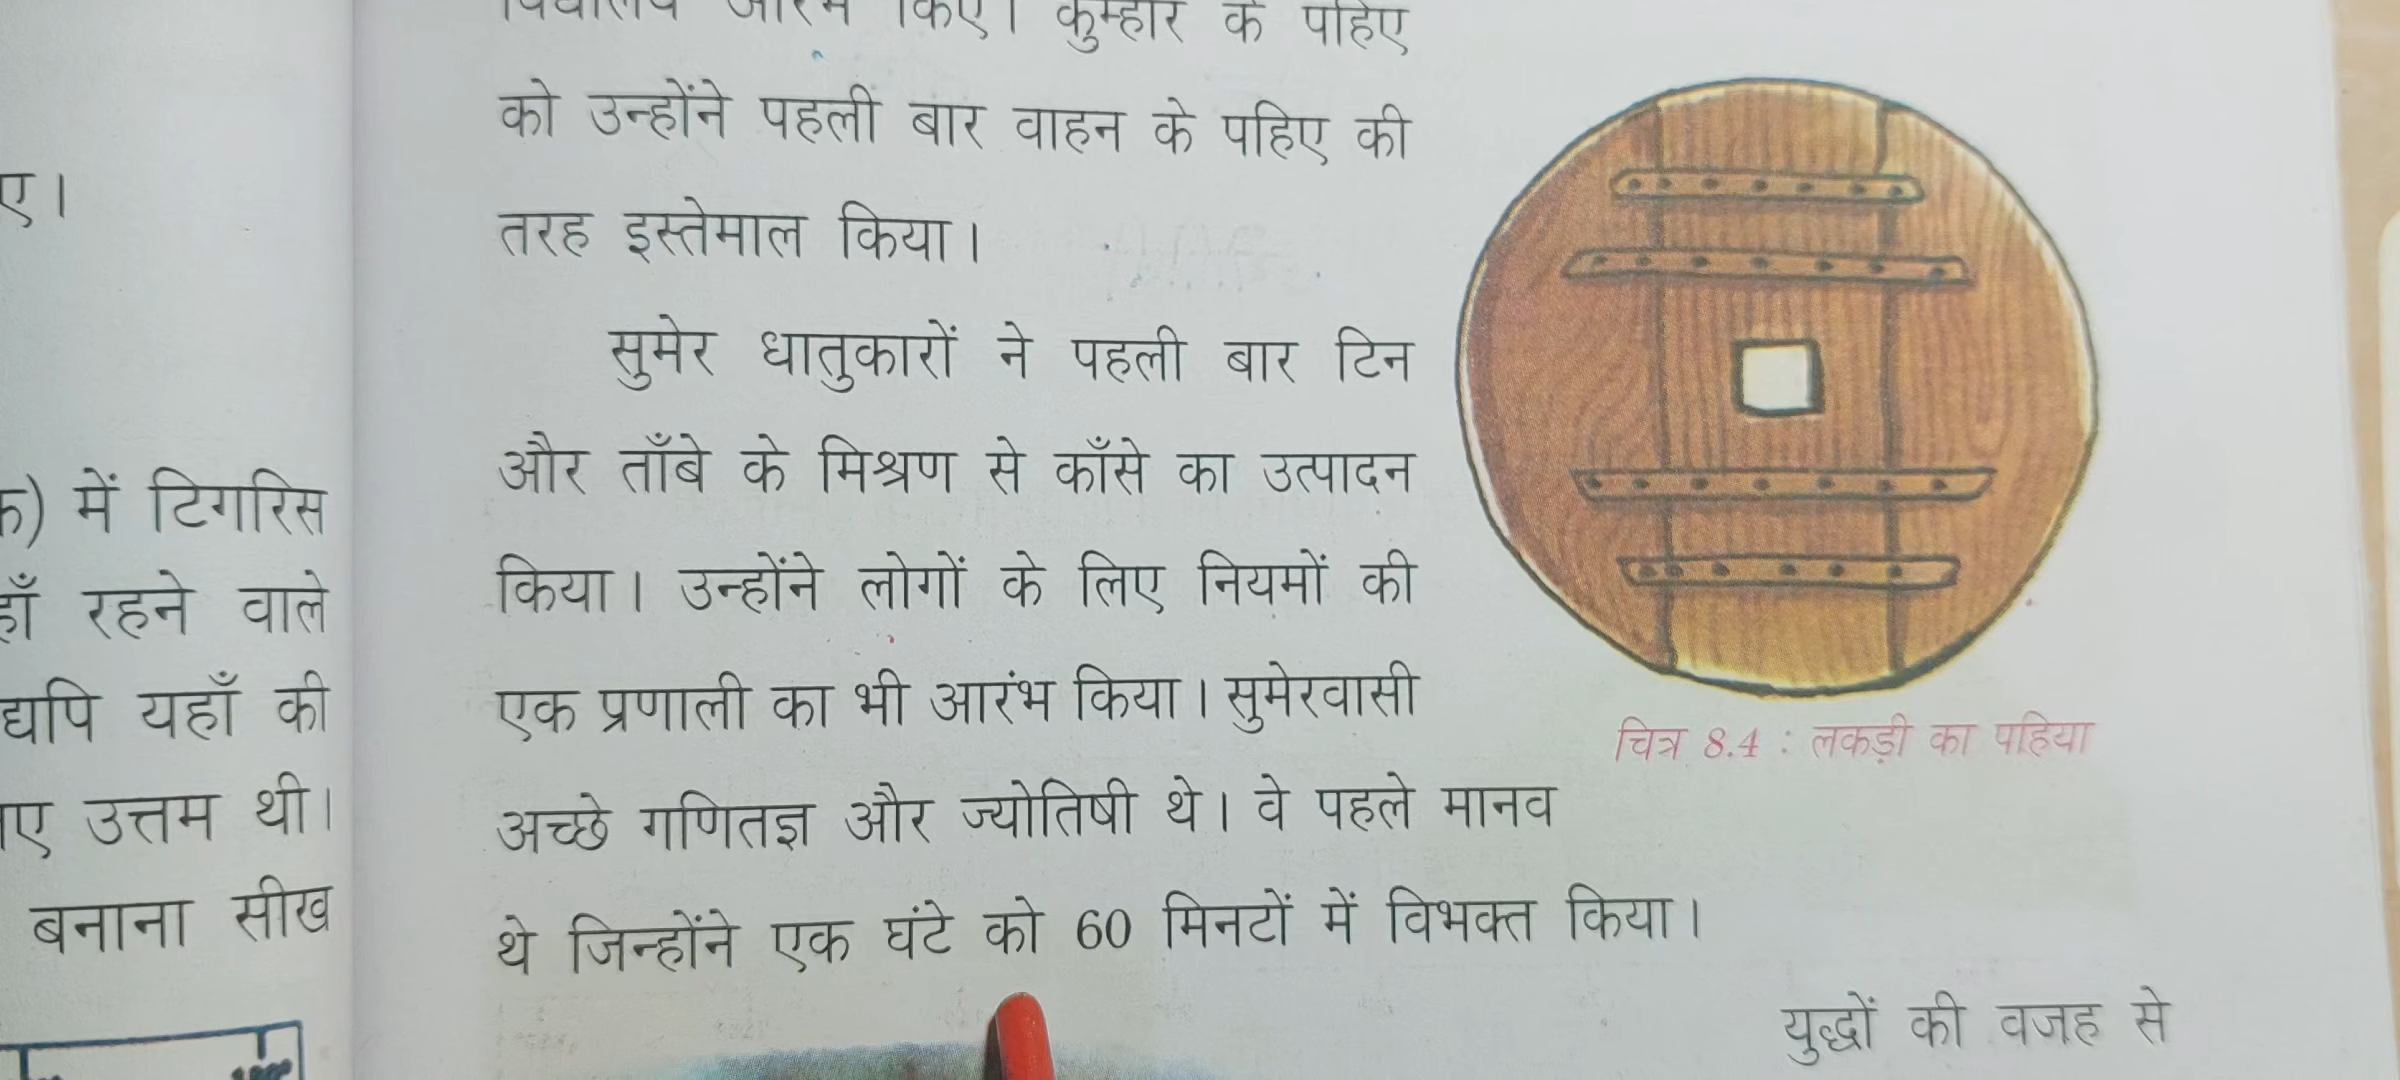 ए।
क) में टिगरिस
हाँ रहने वाले
द्यपि यहाँ की
ए उत्तम थी।
बनाना सीख
किए। कुम्हार के पहिए
को उन्होंने पहली बार वाहन के पहिए की
तरह इस्तेमाल किया।
सुमेर धातुकारों ने पहली बार टिन
और ताँबे के मिश्रण से काँसे का उत्पादन
किया। उन्होंने लोगों के लिए नियमों की
एक प्रणाली का भी आरंभ किया। सुमेरवासी
अच्छे गणितज्ञ और ज्योतिषी थे। वे पहले मानव
थे जिन्होंने एक घंटे को 60 मिनटों में विभक्त किया।
चित्र 8.4 : लकड़ी का पहिया
युद्धों की वजह से